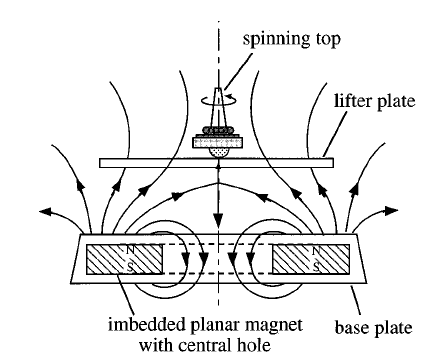 spinning top
lifter plate
N N
S S
imbedded planar magnet
with central hole
base plate